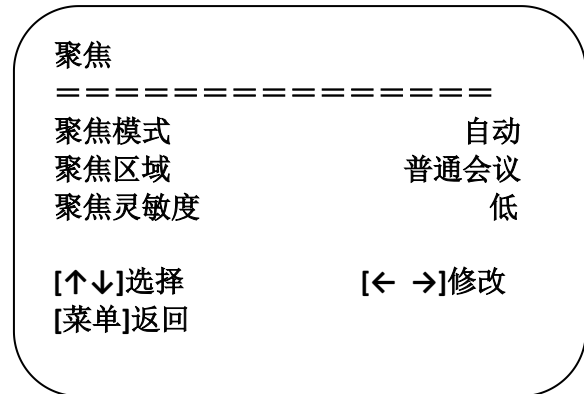 聚焦
===============
聚焦模式 自动
聚焦区域 普通会议
聚焦灵敏度 低
[↑↓]选择 [← →]修改
[菜单]返回